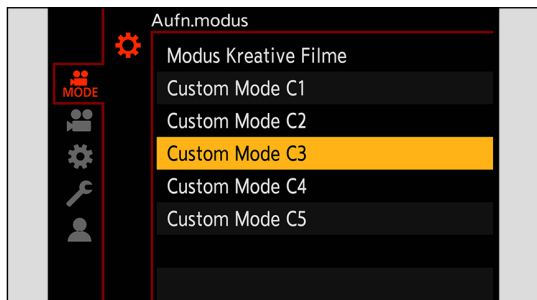 Aufn.modus
MODE
Modus Kreative Filme
Custom Mode C1
Custom Mode C2
Custom Mode C3
Custom Mode C4
Custom Mode C5